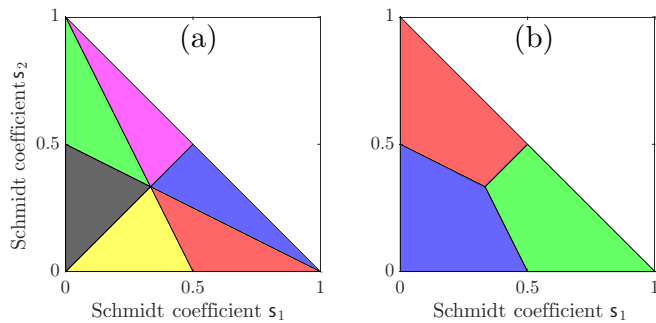 (a)
1
0.5
0
Schmidt coefficient s₂
0 0.5 1
Schmidt coefficient s₁
(b)
1
0.5
0
0 0.5 1
Schmidt coefficient s₁